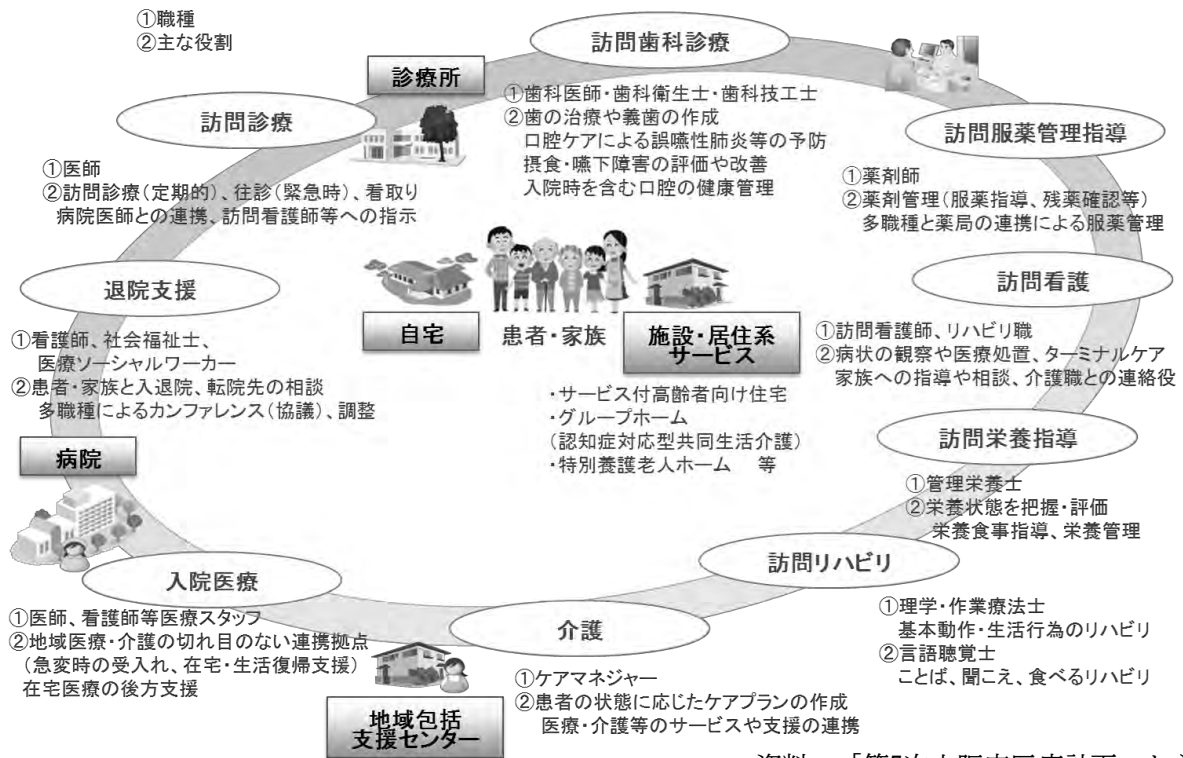 ①職種
②主な役割
訪問歯科診療
診療所
①歯科医師・歯科衛生士・歯科技工士
②歯の治療や義歯の作成
口腔ケアによる誤嚥性肺炎等の予防
摂食・嚥下障害の評価や改善
入院時を含む口腔の健康管理
訪問診療
①医師
②訪問診療(定期的)、往診(緊急時)、看取り
病院医師との連携、訪問看護師等への指示
訪問服薬管理指導
①薬剤師
②薬剤管理(服薬指導、残薬確認等)
多職種と薬局の連携による服薬管理
退院支援
①看護師、社会福祉士、
医療ソーシャルワーカー
②患者・家族と入退院、転院先の相談
多職種によるカンファレンス(協議)、調整
自宅
患者・家族
施設・居住系
サービス
・サービス付高齢者向け住宅
・グループホーム
(認知症対応型共同生活介護)
・特別養護老人ホーム 等
訪問看護
①訪問看護師、リハビリ職
②病状の観察や医療処置、ターミナルケア
家族への指導や相談、介護職との連絡役
病院
訪問栄養指導
①管理栄養士
②栄養状態を把握・評価
栄養食事指導、栄養管理
入院医療
①医師、看護師等医療スタッフ
②地域医療・介護の切れ目のない連携拠点
(急変時の受入れ、在宅・生活復帰支援)
在宅医療の後方支援
訪問リハビリ
①理学・作業療法士
基本動作・生活行為のリハビリ
②言語聴覚士
ことば、聞こえ、食べるリハビリ
介護
①ケアマネジャー
②患者の状態に応じたケアプランの作成
医療・介護等のサービスや支援の連携
地域包括
支援センター